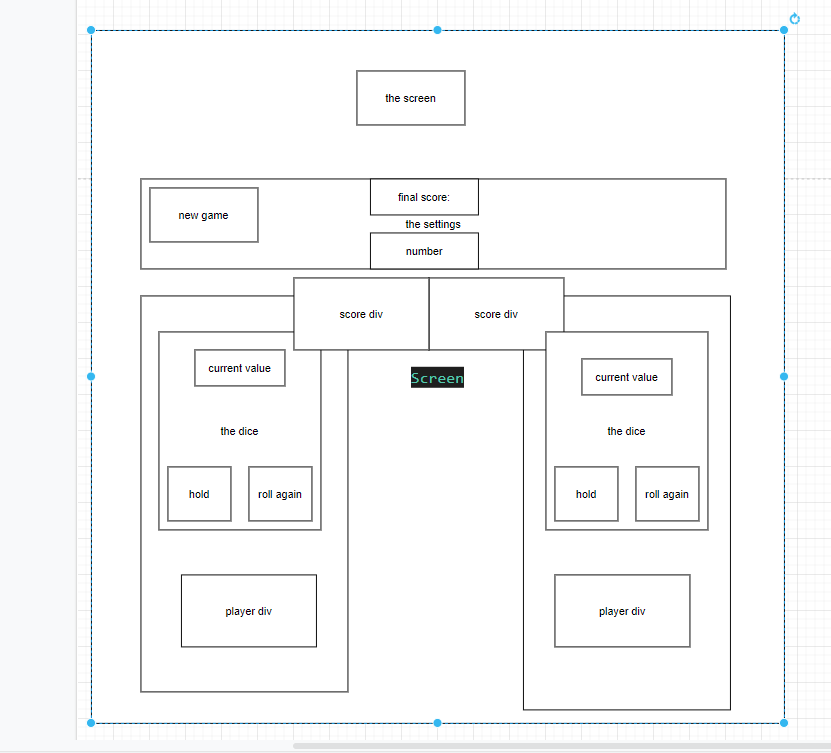 the screen
new game
final score:
the settings
number
score div
score div
Screen
current value
the dice
hold
roll again
player div
current value
the dice
hold
roll again
player div